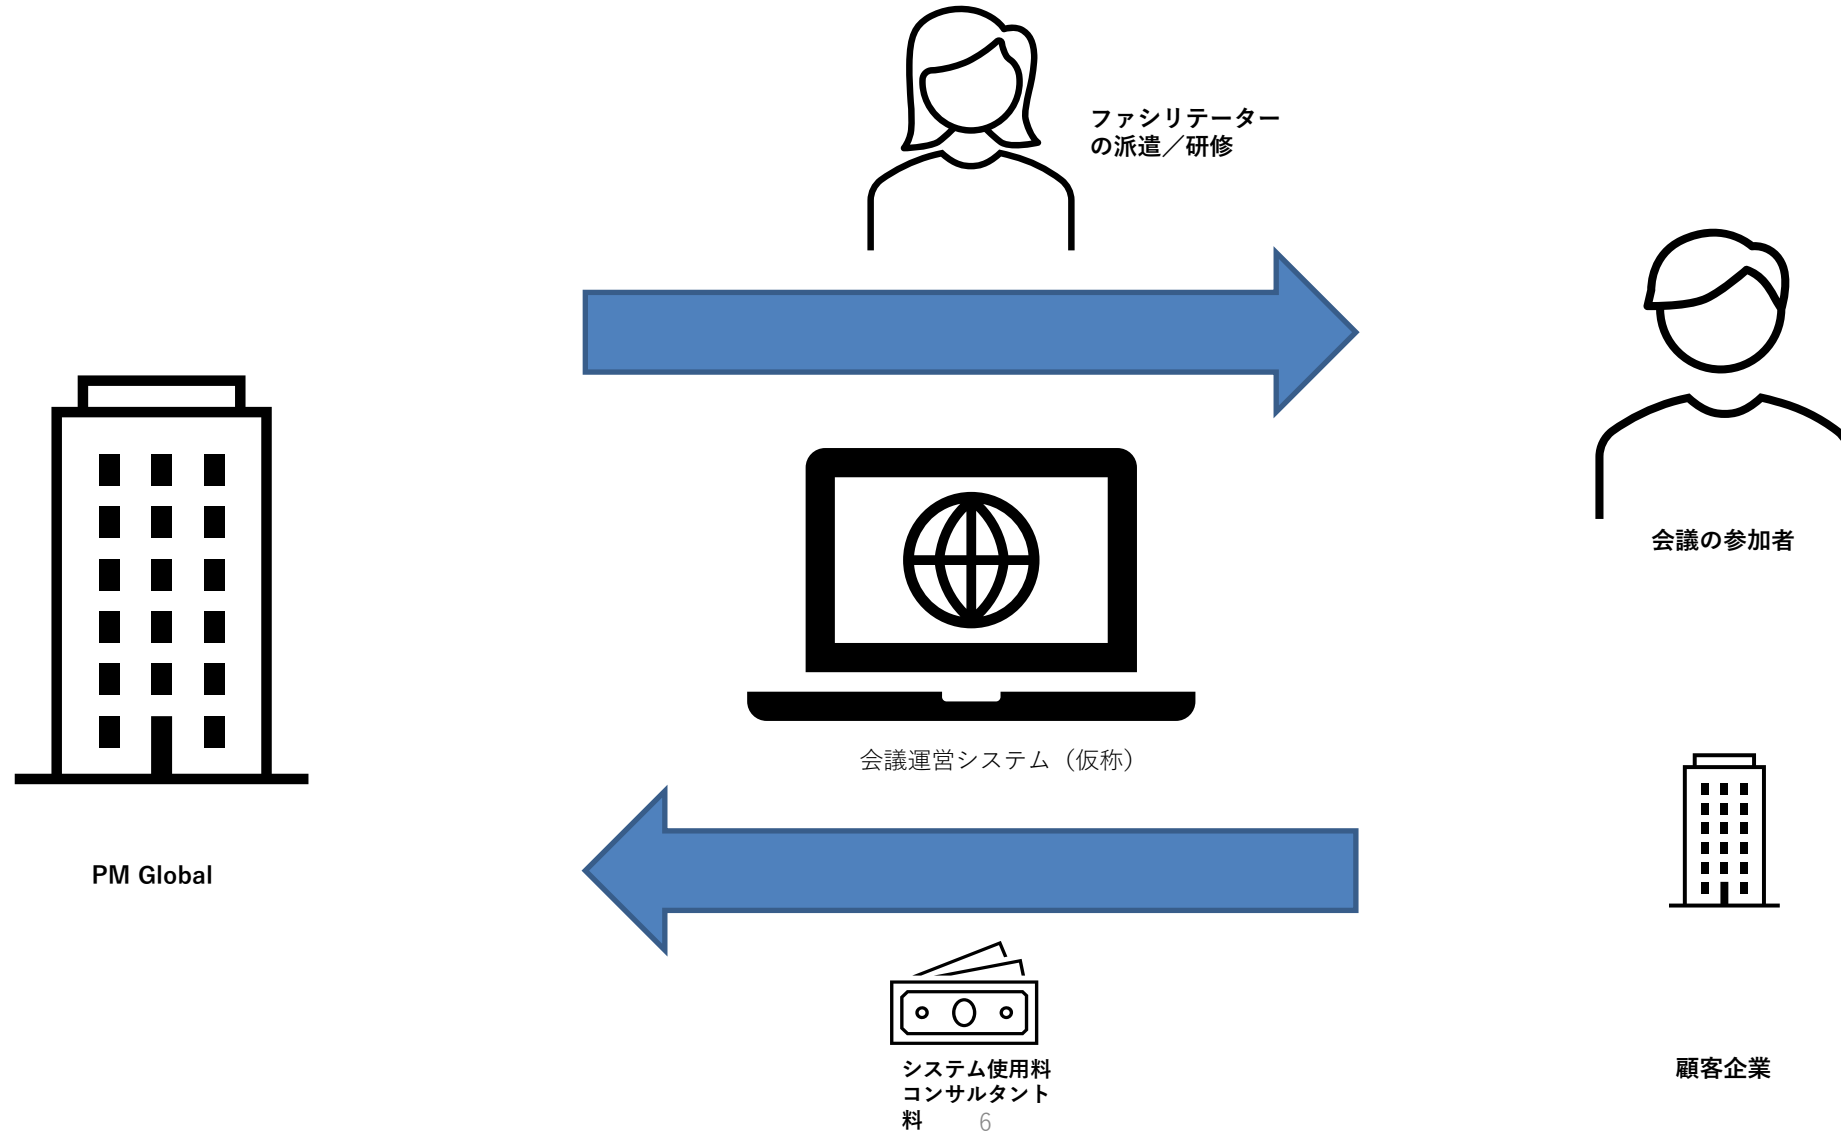 ファシリテーター
の派遣／研修
会議の参加者
会議運営システム（仮称）
PM Global
システム使用料
コンサルタント
料
顧客企業
6